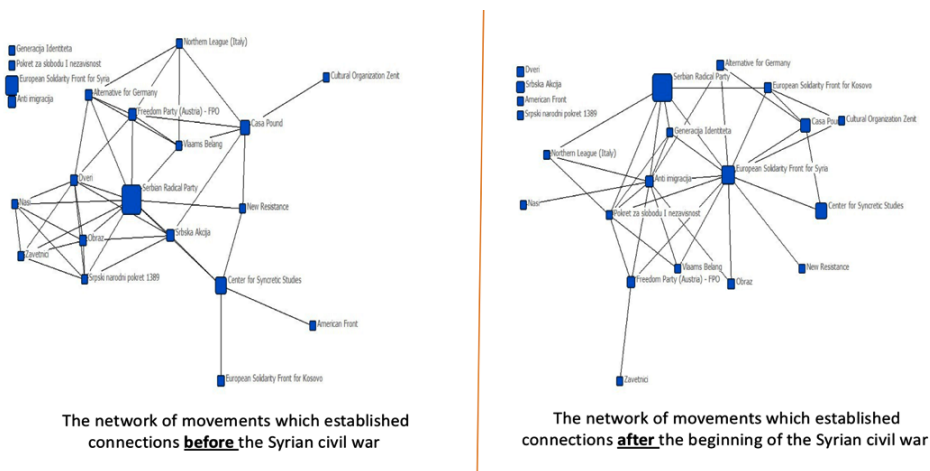 Generacija Identiteta
Pokret za slobodu I nezavisnost
European Soldarity Front for Syria
Anti imigracija
Northern League (Italy)
Cultural Organization Zenit
Alternative for Germany
Freedom Party (Austria) - FPO
Casa Pound
Vlaams Belang
Dveri
Serbian Radical Party
Nasi
New Resistance
Srbska Akcija
Obraz
Zavetnici
Srpski narodni pokret 1389
Center for Syncretic Studies
American Front
European Soldarity Front for Kosovo
The network of movements which established
connections before the Syrian civil war
Dveri
Srbska Akcija
American Front
Srpski narodni pokret 1389
Alternative for Germany
Serbian Radical Party
European Soldarity Front for Kosovo
Casa Pound
Cultural Organization Zenit
Generacija Identiteta
Northern League (Italy)
European Soldarity Front for Syria
Anti imigracija
Nasi
Pokret za slobodu I nezavisnost
Center for Syncretic Studies
Vlaams Belang
New Resistance
Freedom Party (Austria) - FPO
Obraz
Zavetnici
The network of movements which established
connections after the beginning of the Syrian civil war